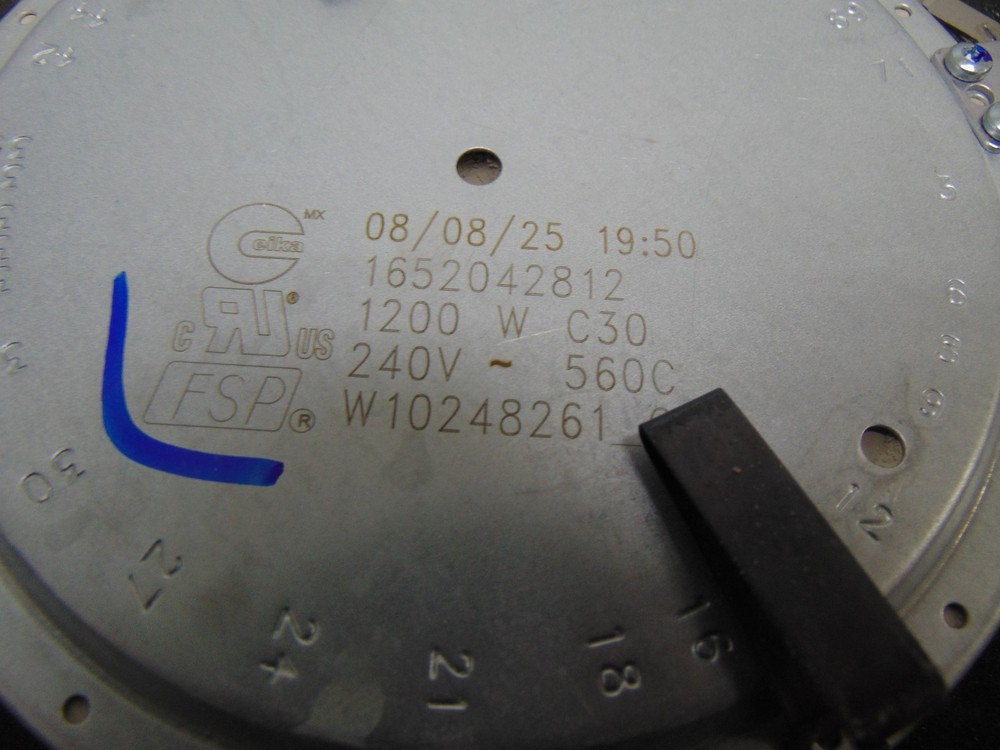 eika MX
08/08/25 19:50
1652042812
1200 W C30
C RU ® US
240V ~ 560C
FSP ®
W10248261
3
6
9
12
16
18
21
24
27
30